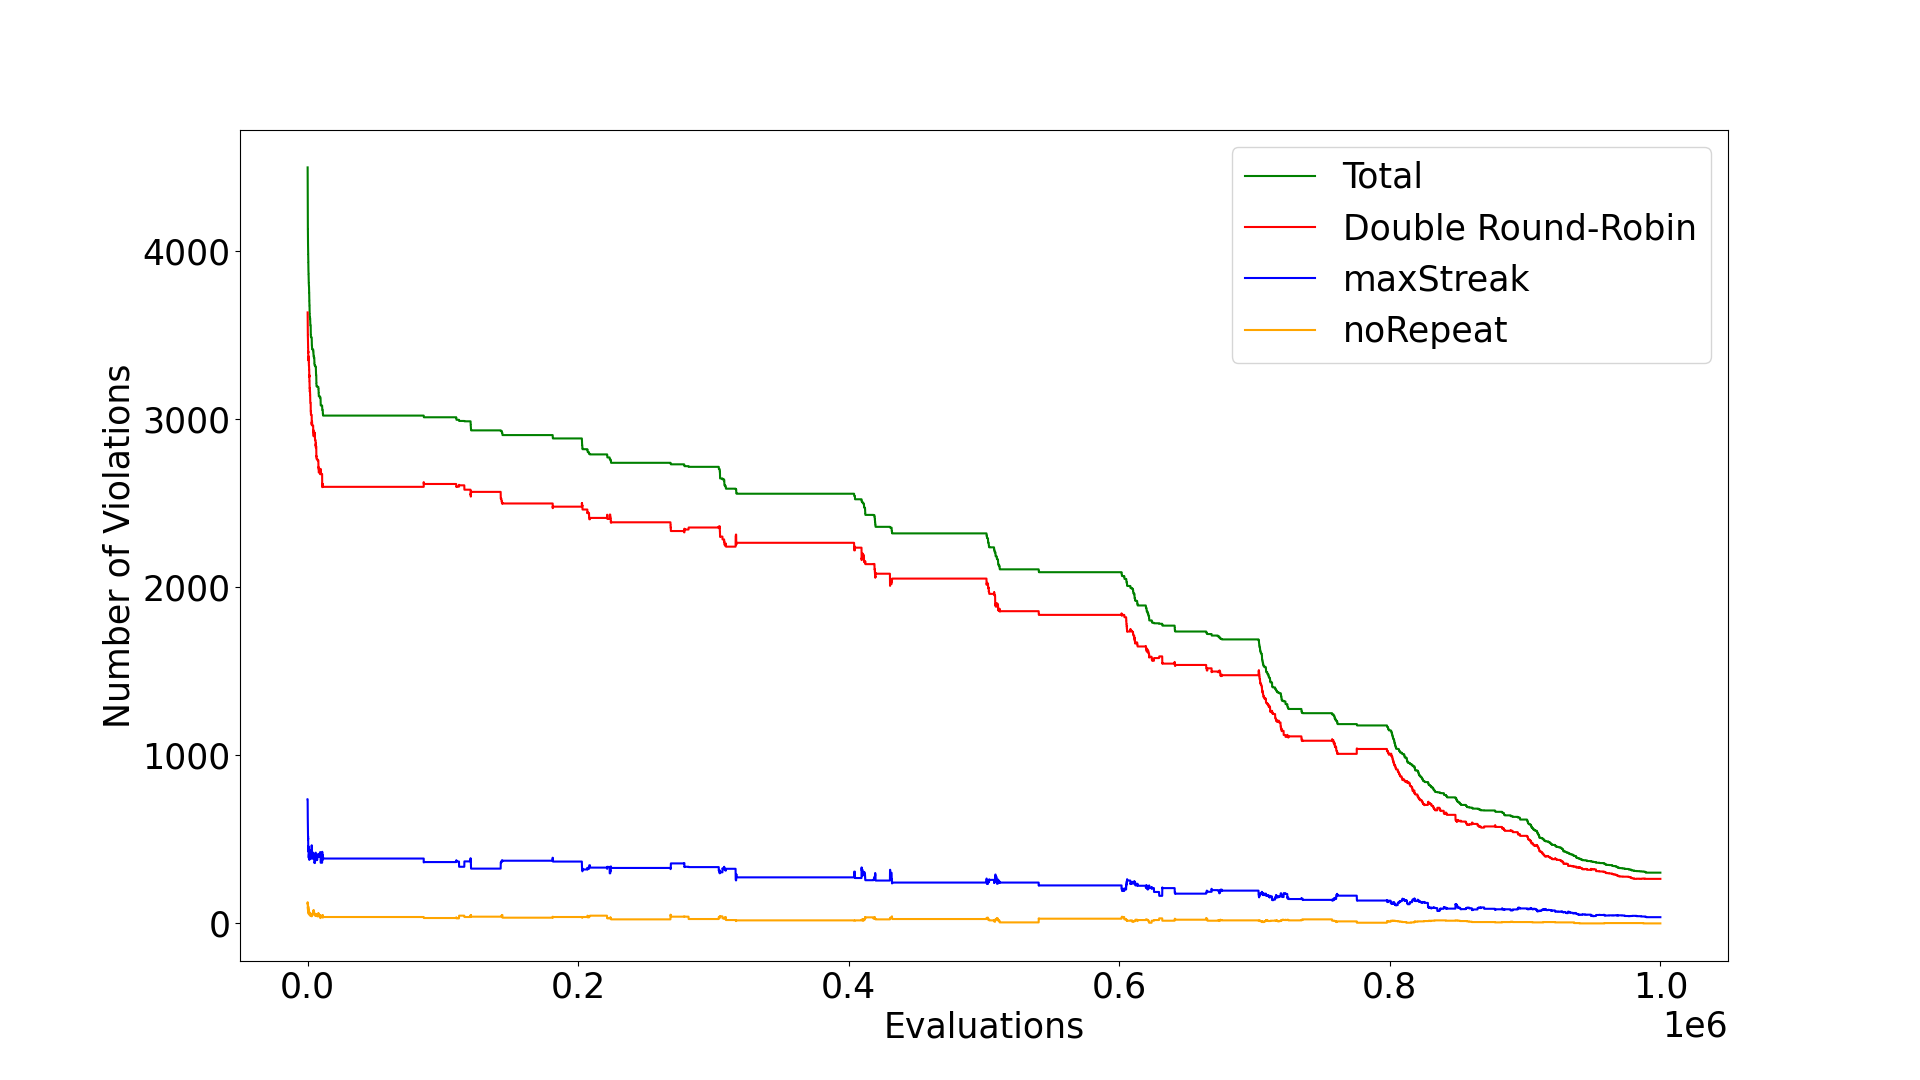 Total
Double Round-Robin
maxStreak
noRepeat
Number of Violations
4000
3000
2000
1000
0
0.0 0.2 0.4 0.6 0.8 1.0
Evaluations
1e6